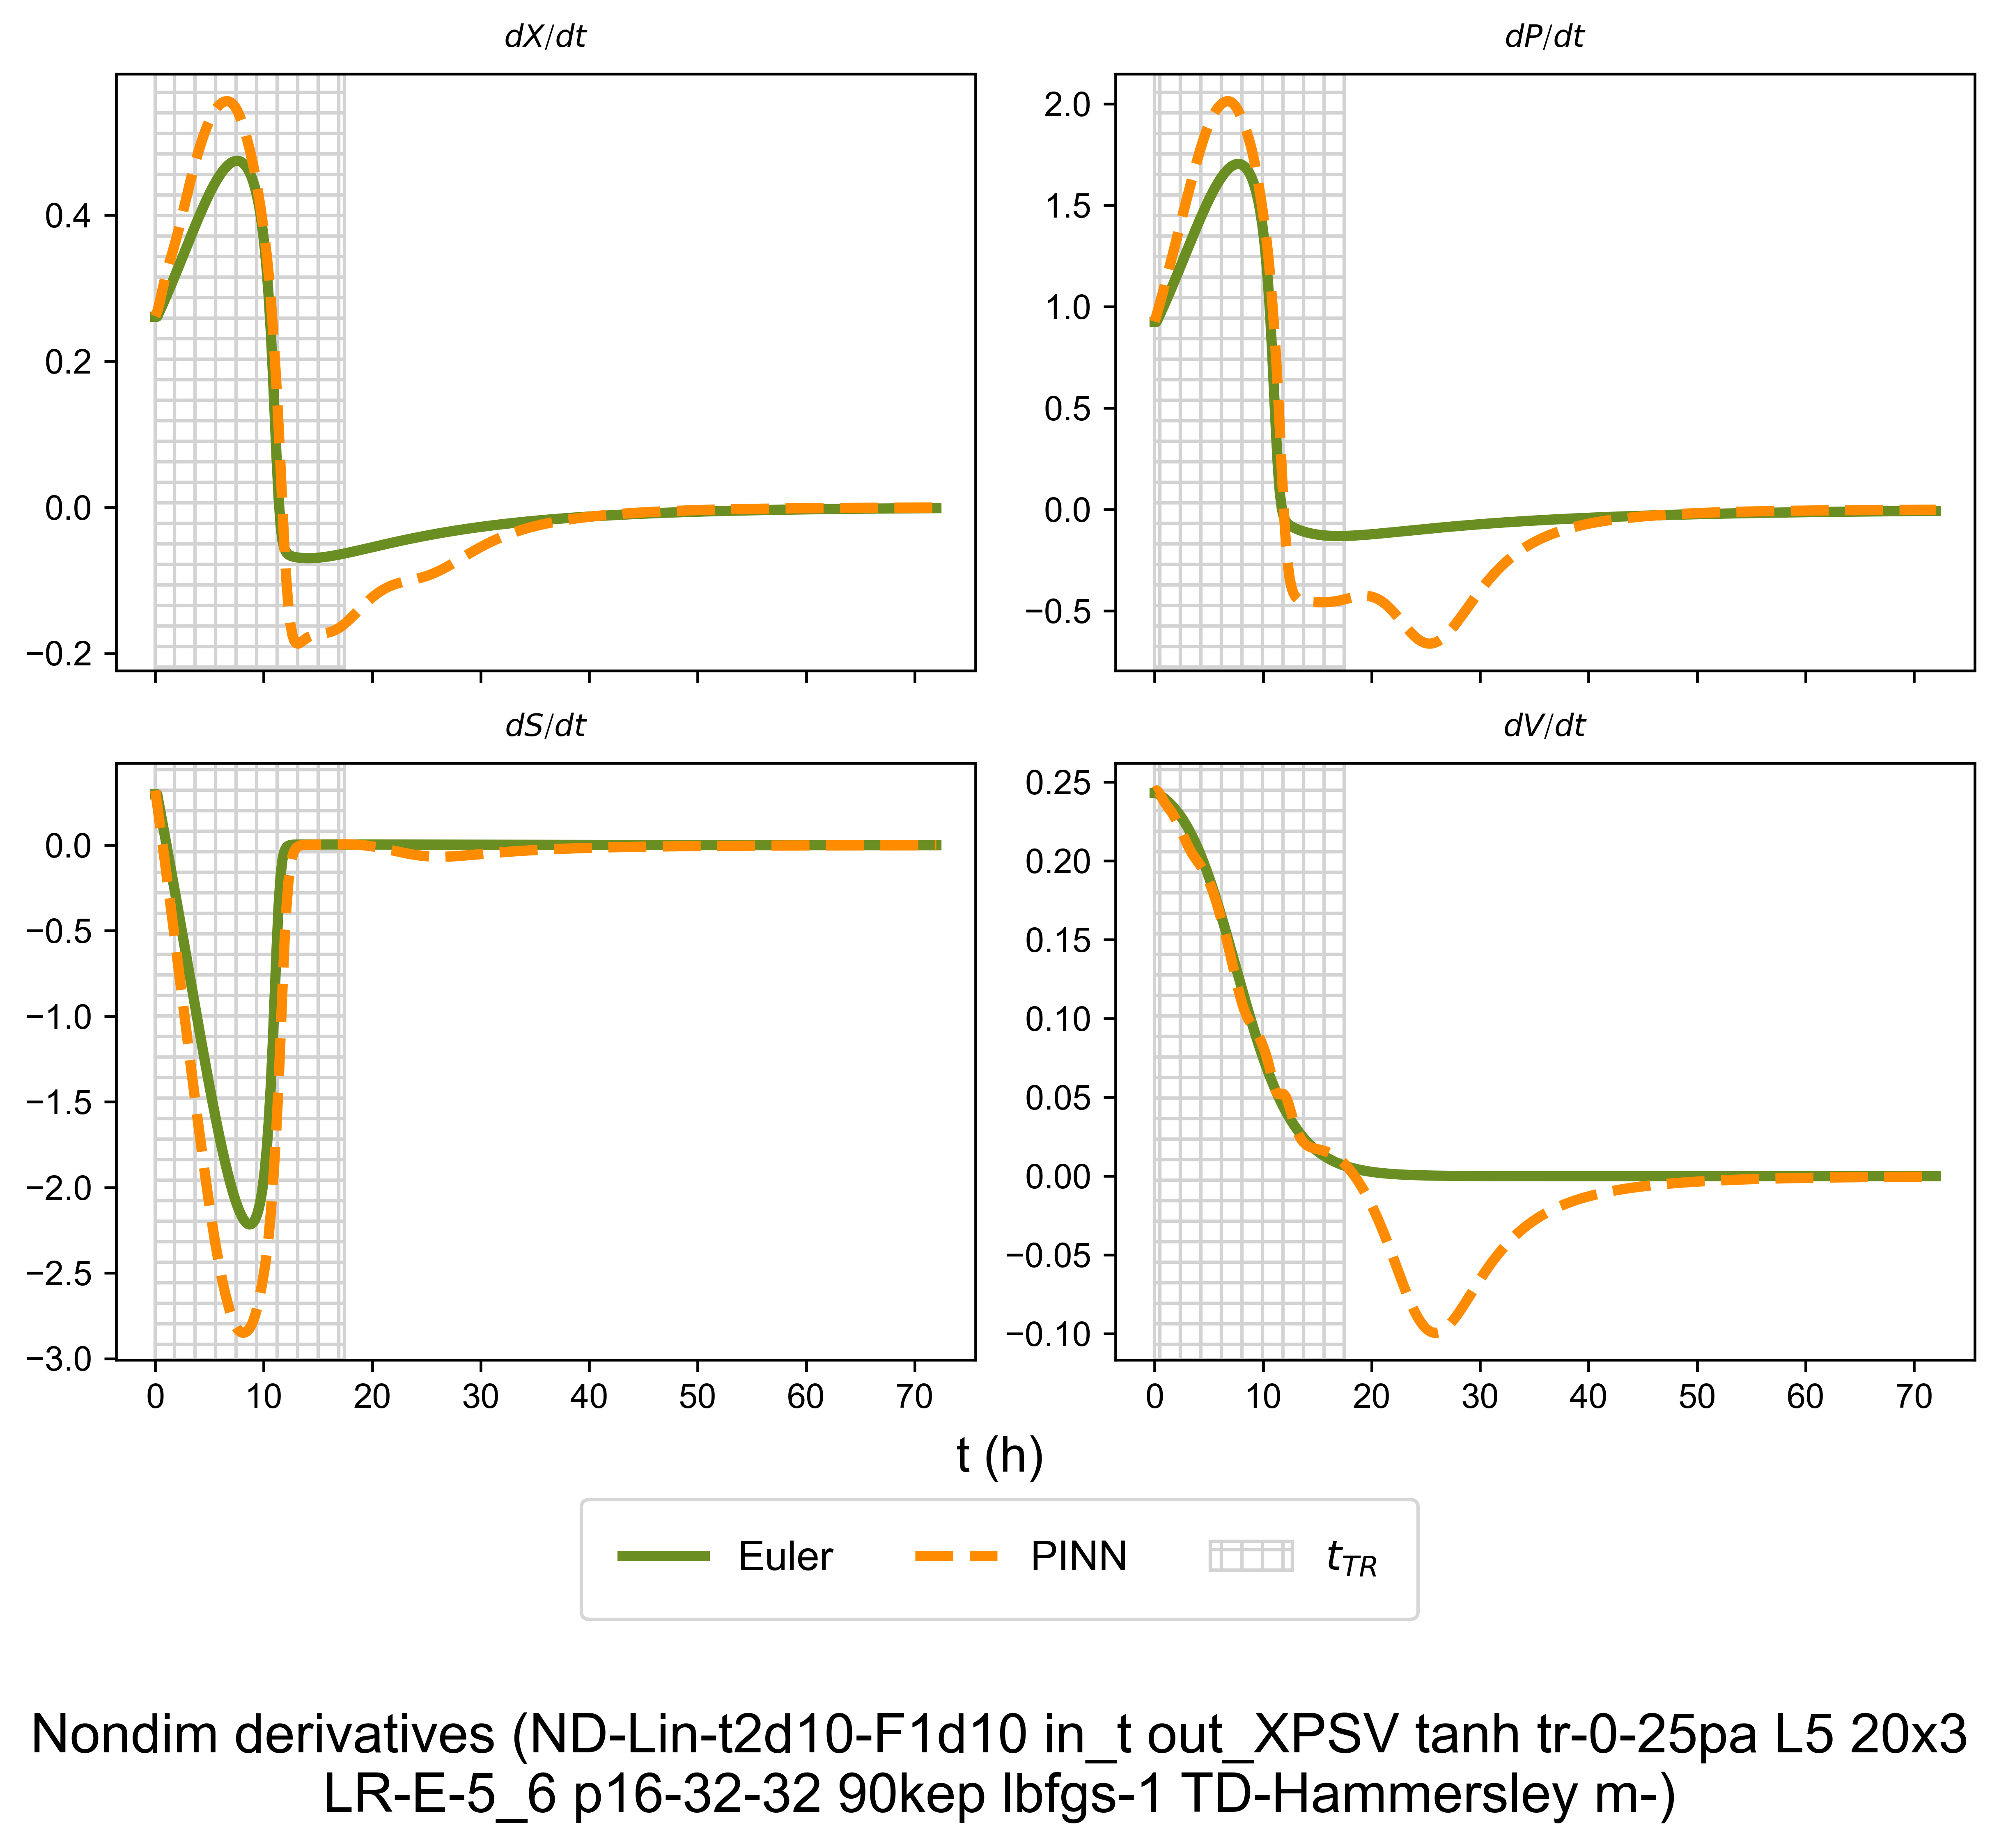 dX/dt
dP/dt
0.4
0.2
0.0
−0.2
2.0
1.5
1.0
0.5
0.0
−0.5
dS/dt
dV/dt
0.0
−0.5
−1.0
−1.5
−2.0
−2.5
−3.0
0 10 20 30 40 50 60 70
0.25
0.20
0.15
0.10
0.05
0.00
−0.05
−0.10
0 10 20 30 40 50 60 70
t (h)
Euler PINN t_TR
Nondim derivatives (ND-Lin-t2d10-F1d10 in_t out_XPSV tanh tr-0-25pa L5 20x3
LR-E-5_6 p16-32-32 90kep lbfgs-1 TD-Hammersley m-)